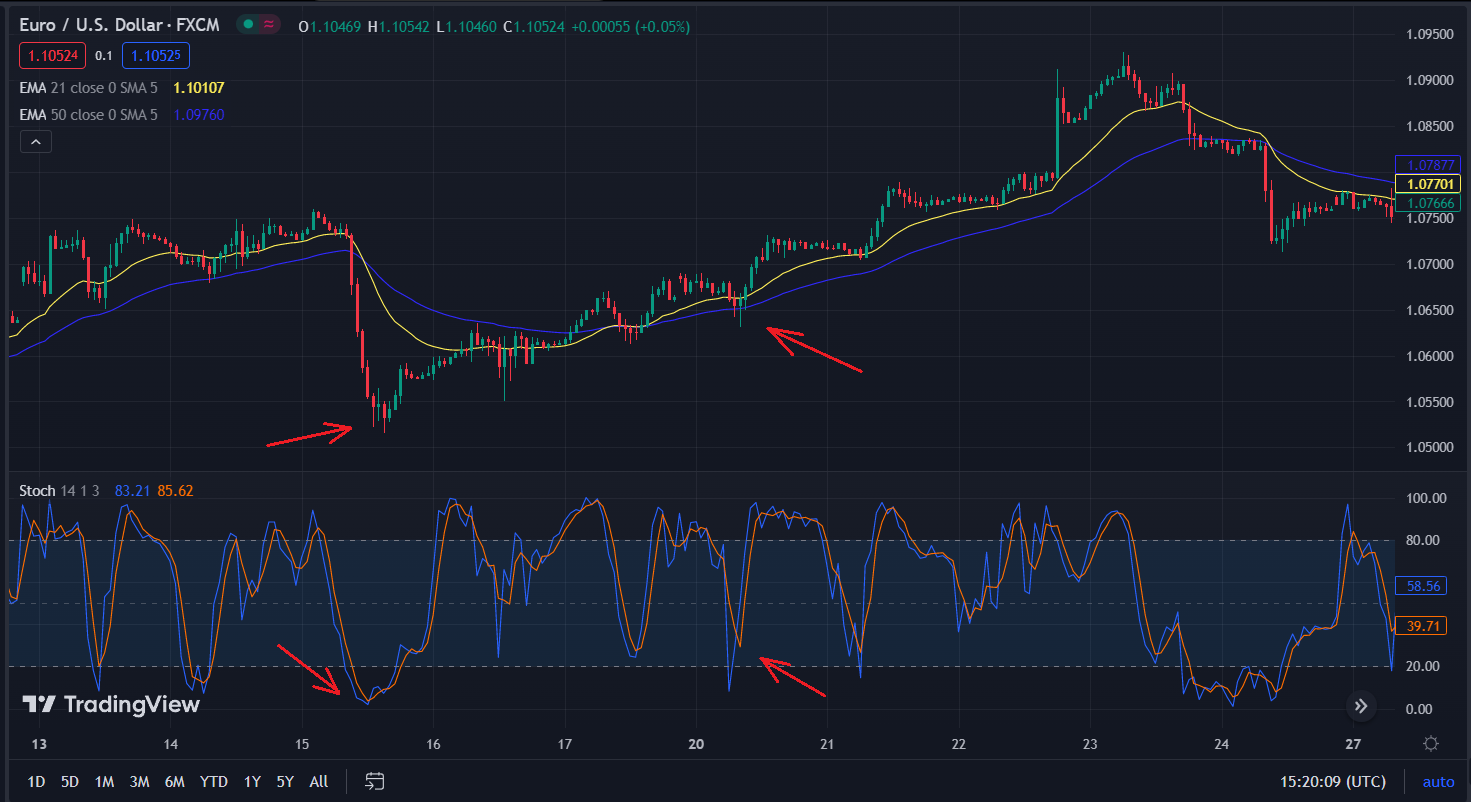 Euro / U.S. Dollar · FXCM ≈ O1.10469 H1.10542 L1.10460 C1.10524 +0.00055 (+0.05%)
1.10524 0.1 1.10525
EMA 21 close 0 SMA 5 1.10107
EMA 50 close 0 SMA 5 1.09760
1.09500
1.09000
1.08500
1.07877
1.07701
1.07666
1.07500
1.07000
1.06500
1.06000
1.05500
1.05000
Stoch 14 1 3 83.21 85.62
100.00
80.00
58.56
39.71
20.00
0.00
TradingView
13 14 15 16 17 20 21 22 23 24 27
1D 5D 1M 3M 6M YTD 1Y 5Y All 15:20:09 (UTC) auto